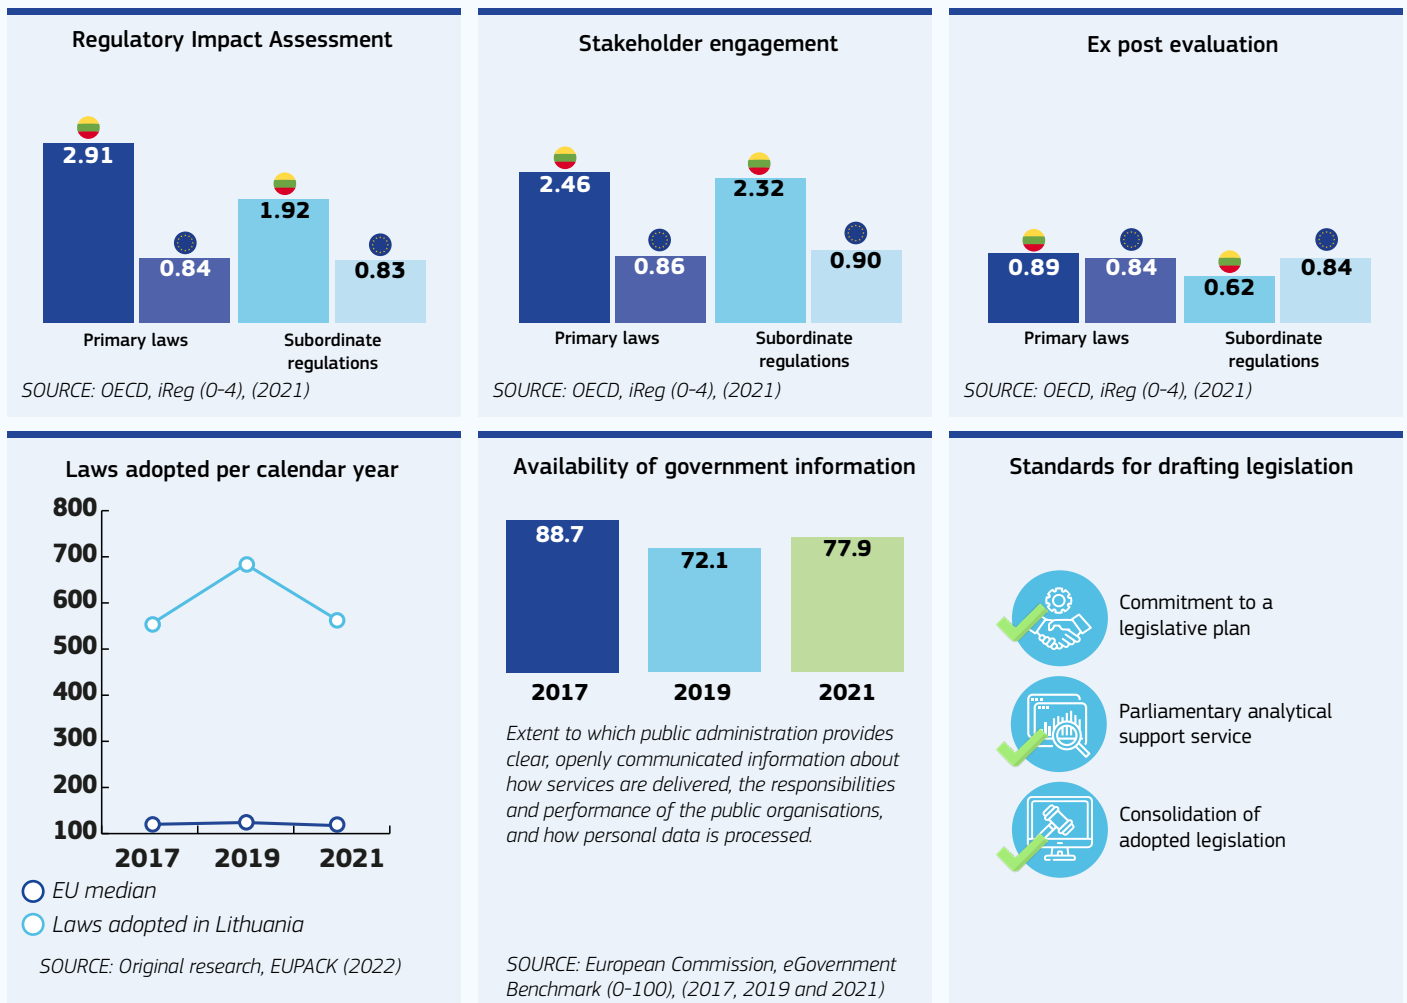 Regulatory Impact Assessment
2.91
0.84
1.92
0.83
Primary laws
Subordinate
regulations
SOURCE: OECD, iReg (0-4), (2021)
Stakeholder engagement
2.46
0.86
2.32
0.90
Primary laws
Subordinate
regulations
SOURCE: OECD, iReg (0-4), (2021)
Ex post evaluation
0.89
0.84
0.62
0.84
Primary laws
Subordinate
regulations
SOURCE: OECD, iReg (0-4), (2021)
Laws adopted per calendar year
800
700
600
500
400
300
200
100
2017 2019 2021
EU median
Laws adopted in Lithuania
SOURCE: Original research, EUPACK (2022)
Availability of government information
88.7
72.1
77.9
2017 2019 2021
Extent to which public administration provides
clear, openly communicated information about
how services are delivered, the responsibilities
and performance of the public organisations,
and how personal data is processed.
SOURCE: European Commission, eGovernment
Benchmark (0-100), (2017, 2019 and 2021)
Standards for drafting legislation
Commitment to a
legislative plan
Parliamentary analytical
support service
Consolidation of
adopted legislation